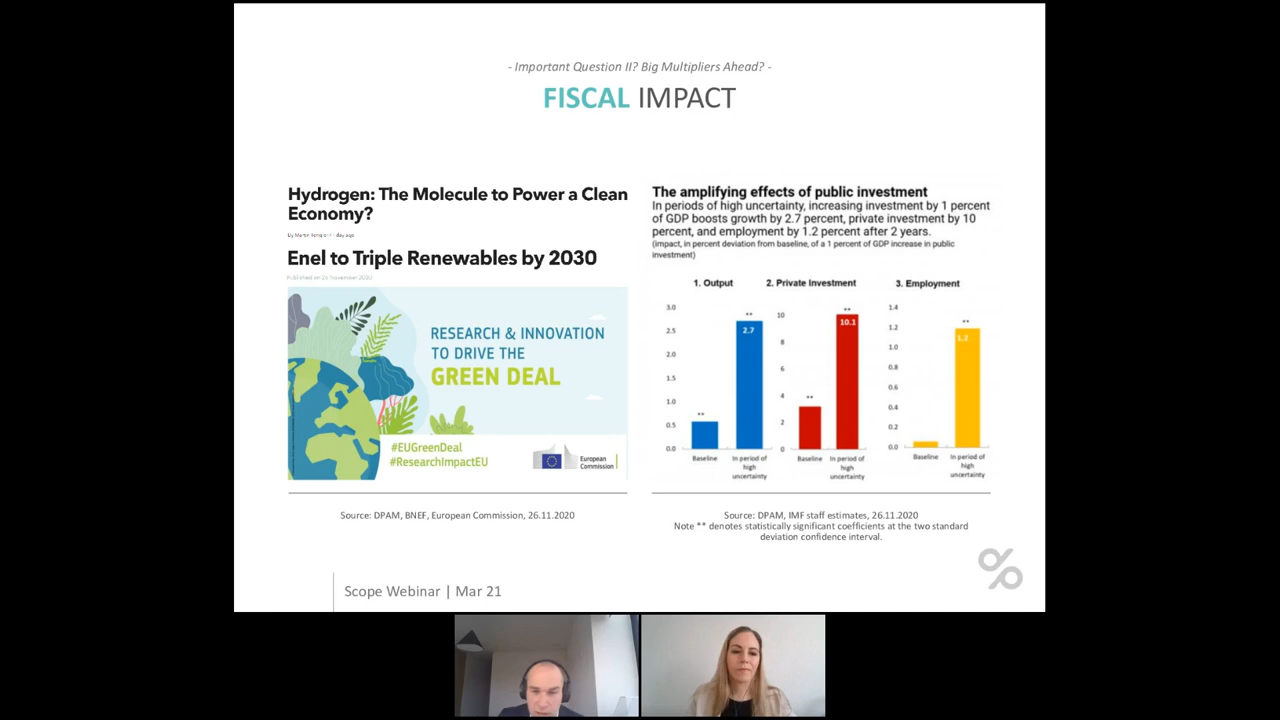 - Important Question II? Big Multipliers Ahead? -
FISCAL IMPACT
Hydrogen: The Molecule to Power a Clean
Economy?
1 day ago
Enel to Triple Renewables by 2030
Published on 26 November 2020
RESEARCH & INNOVATION
TO DRIVE THE
GREEN DEAL
#EUGreenDeal
#ResearchImpactEU
European
Commission
Source: DPAM, BNEF, European Commission, 26.11.2020
The amplifying effects of public investment
In periods of high uncertainty, increasing investment by 1 percent
of GDP boosts growth by 2.7 percent, private investment by 10
percent, and employment by 1.2 percent after 2 years.
(impact, in percent deviation from baseline, of a 1 percent of GDP increase in public
investment)
1. Output
3.0
2.5
2.0
1.5
1.0
0.5
0.0
**
**
2.7
Baseline
In period of
high
uncertainty
2. Private Investment
10
8
6
4
2
0
**
**
10.1
Baseline
In period of
high
uncertainty
3. Employment
1.4
1.2
1.0
0.8
0.6
0.4
0.2
0.0
**
1.2
Baseline
In period of
high
uncertainty
Source: DPAM, IMF staff estimates, 26.11.2020
Note ** denotes statistically significant coefficients at the two standard
deviation confidence interval.
Scope Webinar | Mar 21